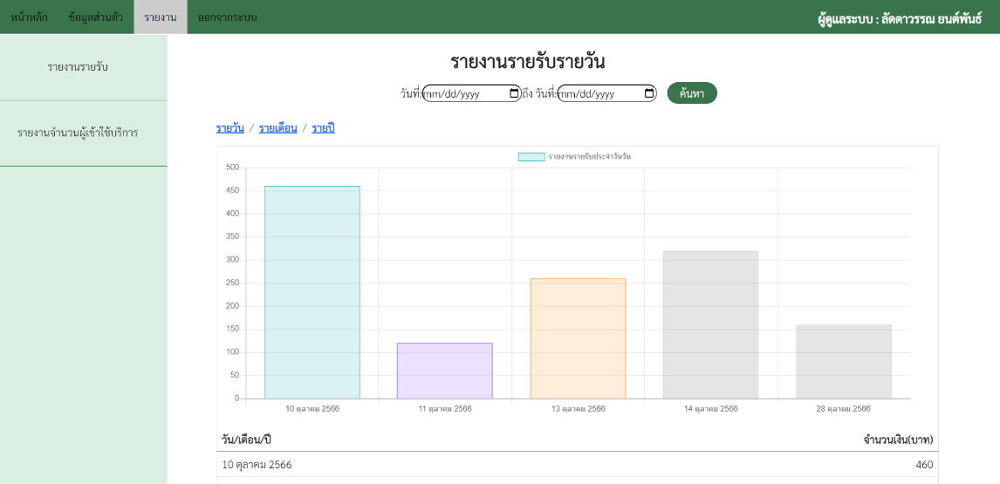 หน้าหลัก ข้อมูลส่วนตัว รายงาน ออกจากระบบ ผู้ดูแลระบบ : ลัดดาวรรณ ยนต์พันธ์
รายงานรายรับ
รายงานจำนวนผู้เข้าใช้บริการ
รายงานรายรับรายวัน
วันที่:mm/dd/yyyy ถึง วันที่:mm/dd/yyyy ค้นหา
รายวัน / รายเดือน / รายปี
รายงานรายรับประจำวันวัน
500
450
400
350
300
250
200
150
100
50
0
10 ตุลาคม 2566 11 ตุลาคม 2566 13 ตุลาคม 2566 14 ตุลาคม 2566 28 ตุลาคม 2566
วัน/เดือน/ปี จำนวนเงิน(บาท)
10 ตุลาคม 2566 460